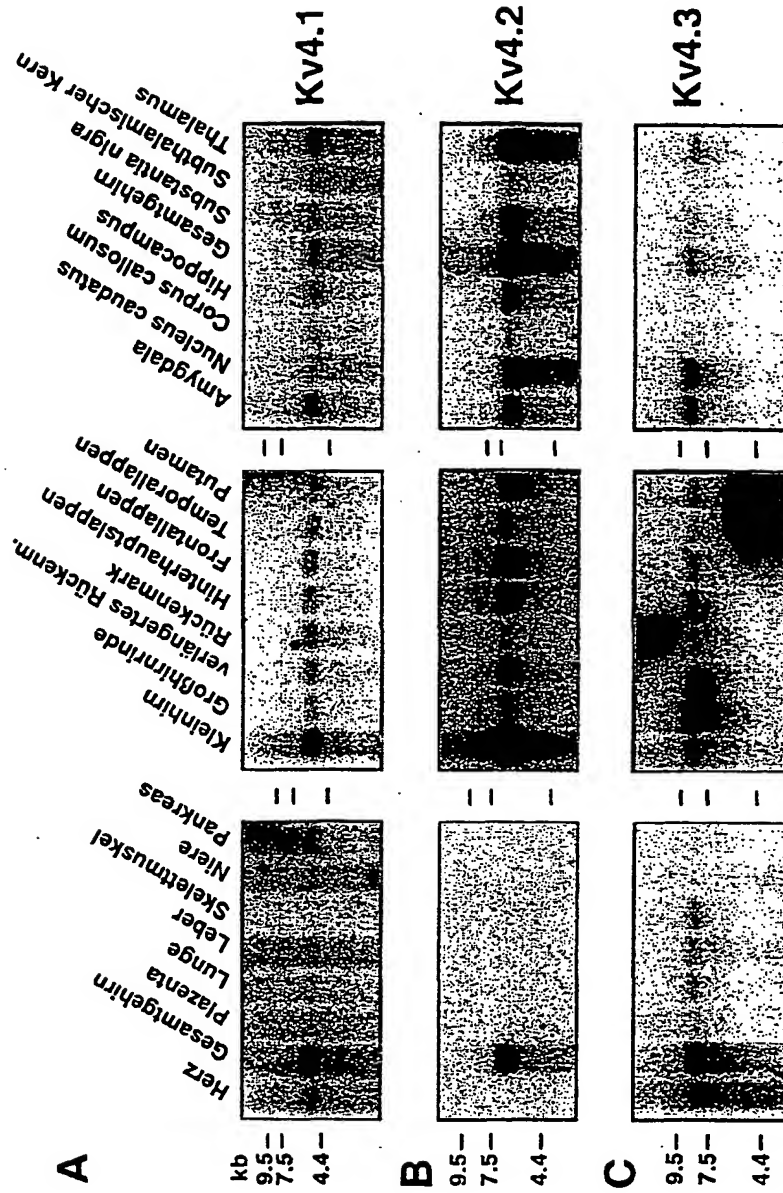 A
Herz
Gesamtgehirn
Plazenta
Lunge
Leber
Skelettmuskel
Niere
Pankreas
Kleinhirn
Großhirnrinde
verlängertes Rückenm.
Rückenmark
Hinterhauptslappen
Frontallappen
Temporallappen
Putamen
Amygdala
Nucleus caudatus
Corpus callosum
Hippocampus
Gesamtgehirn
Substantia nigra
Subthalamischer Kern
Thalamus
kb
9.5
7.5
4.4
Kv4.1
B
9.5
7.5
4.4
Kv4.2
C
9.5
7.5
4.4
Kv4.3